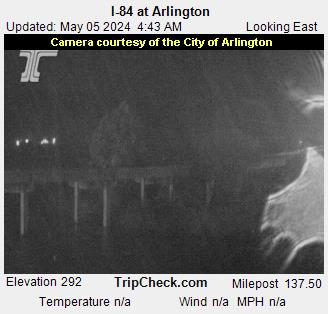 I-84 at Arlington
Updated: May 05 2024 4:43 AM Looking East
Camera courtesy of the City of Arlington
Elevation 292 TripCheck.com Milepost 137.50
Temperature n/a Wind n/a MPH n/a